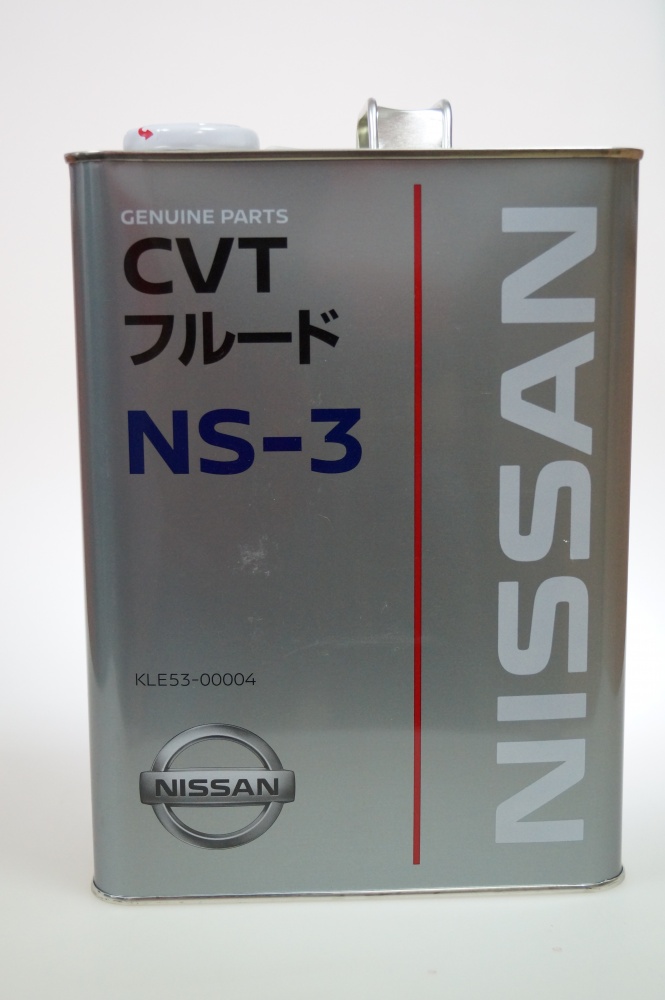 GENUINE PARTS
CVT
フルード
NS-3
KLE53-00004
NISSAN
NISSAN